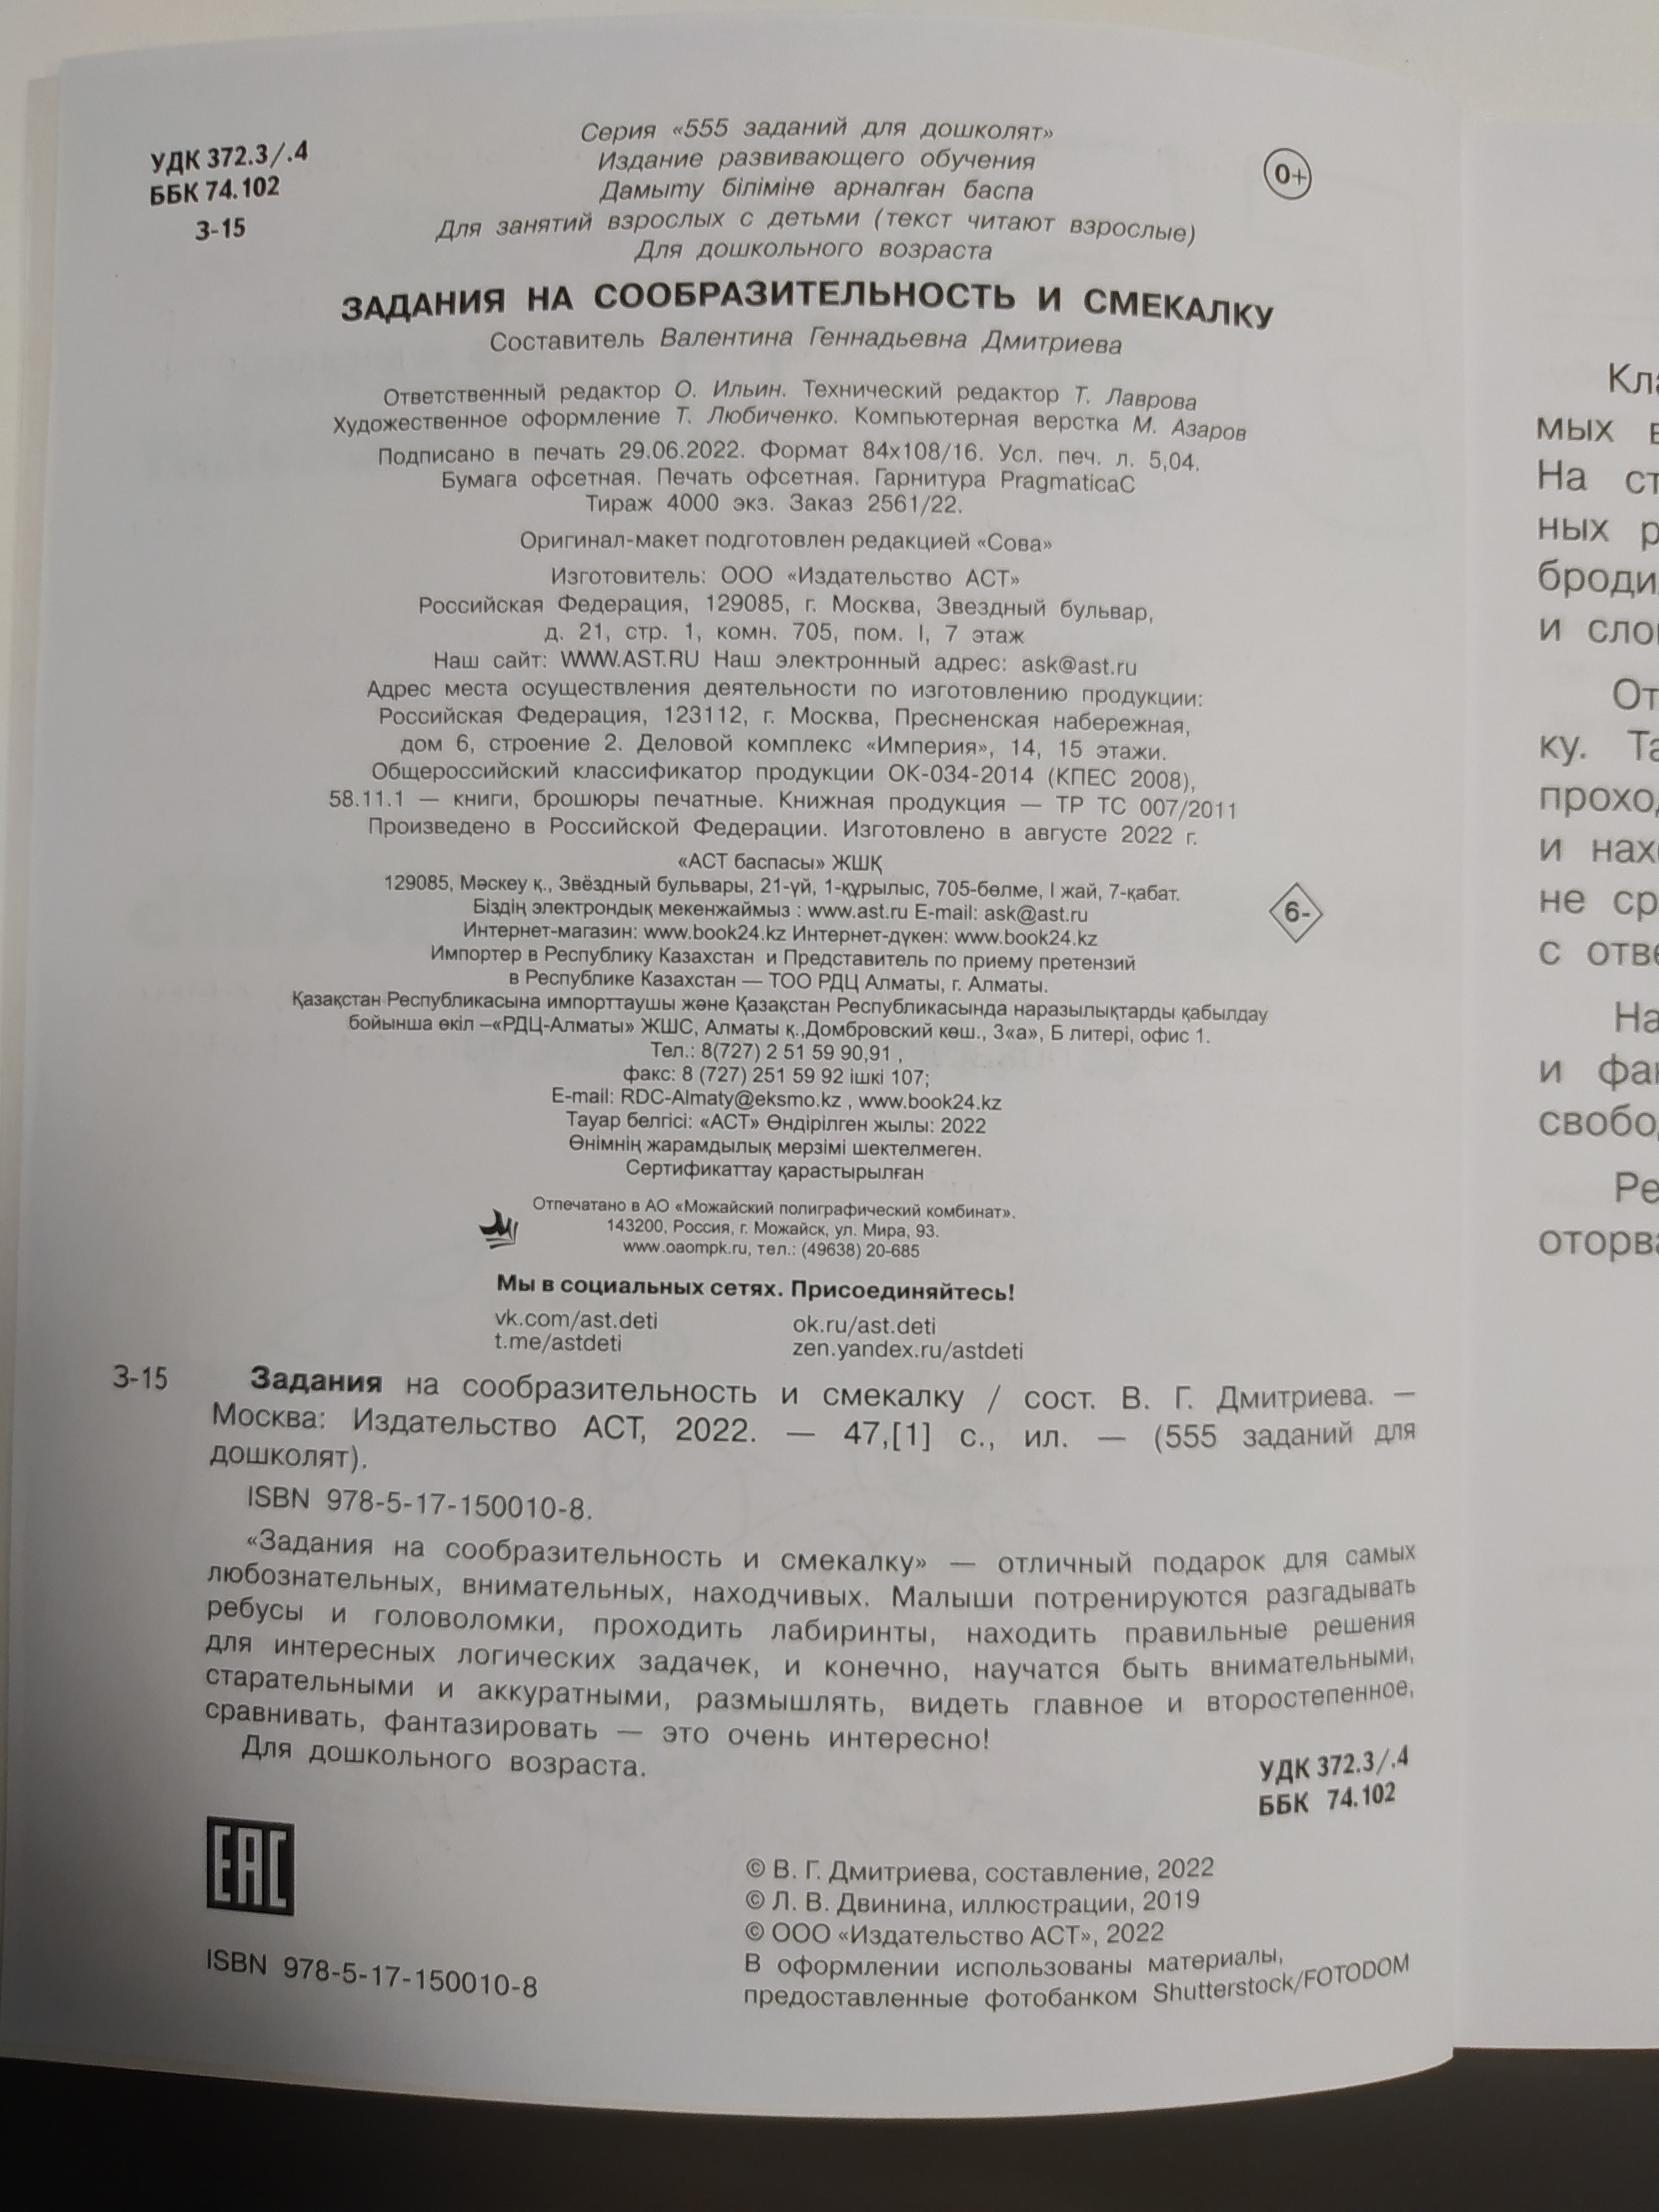 УДК 372.3/.4
ББК 74.102
З-15
Серия «555 заданий для дошколят»
Издание развивающего обучения
Дамыту біліміне арналған баспа
Для занятий взрослых с детьми (текст читают взрослые)
Для дошкольного возраста
0+
ЗАДАНИЯ НА СООБРАЗИТЕЛЬНОСТЬ И СМЕКАЛКУ
Составитель Валентина Геннадьевна Дмитриева
Ответственный редактор О. Ильин. Технический редактор Т. Лаврова
Художественное оформление Т. Любиченко. Компьютерная верстка М. Азаров
Подписано в печать 29.06.2022. Формат 84х108/16. Усл. печ. л. 5,04.
Бумага офсетная. Печать офсетная. Гарнитура PragmaticaC
Тираж 4000 экз. Заказ 2561/22.
Оригинал-макет подготовлен редакцией «Сова»
Изготовитель: ООО «Издательство АСТ»
Российская Федерация, 129085, г. Москва, Звездный бульвар,
д. 21, стр. 1, комн. 705, пом. I, 7 этаж
Наш сайт: WWW.AST.RU Наш электронный адрес: ask@ast.ru
Адрес места осуществления деятельности по изготовлению продукции:
Российская Федерация, 123112, г. Москва, Пресненская набережная,
дом 6, строение 2. Деловой комплекс «Империя», 14, 15 этажи.
Общероссийский классификатор продукции ОК-034-2014 (КПЕС 2008),
58.11.1 — книги, брошюры печатные. Книжная продукция — ТР ТС 007/2011
Произведено в Российской Федерации. Изготовлено в августе 2022 г.
«АСТ баспасы» ЖШҚ
129085, Мәскеу қ., Звёздный бульвары, 21-үй, 1-құрылыс, 705-бөлме, I жай, 7-қабат.
Біздің электрондық мекенжаймыз : www.ast.ru E-mail: ask@ast.ru
Интернет-магазин: www.book24.kz Интернет-дүкен: www.book24.kz
Импортер в Республику Казахстан и Представитель по приему претензий
в Республике Казахстан — ТОО РДЦ Алматы, г. Алматы.
Қазақстан Республикасына импорттаушы және Қазақстан Республикасында наразылықтарды қабылдау
бойынша өкіл –«РДЦ-Алматы» ЖШС, Алматы қ.,Домбровский көш., 3«а», Б литері, офис 1.
Тел.: 8(727) 2 51 59 90,91 ,
факс: 8 (727) 251 59 92 ішкі 107;
E-mail: RDC-Almaty@eksmo.kz , www.book24.kz
Тауар белгісі: «АСТ» Өндірілген жылы: 2022
Өнімнің жарамдылық мерзімі шектелмеген.
Сертификаттау қарастырылған
6-
Отпечатано в АО «Можайский полиграфический комбинат».
143200, Россия, г. Можайск, ул. Мира, 93.
www.oaompk.ru, тел.: (49638) 20-685
Мы в социальных сетях. Присоединяйтесь!
vk.com/ast.deti ok.ru/ast.deti
t.me/astdeti zen.yandex.ru/astdeti
З-15 Задания на сообразительность и смекалку / сост. В. Г. Дмитриева. —
Москва: Издательство АСТ, 2022. — 47,[1] с., ил. — (555 заданий для
дошколят).
ISBN 978-5-17-150010-8.
«Задания на сообразительность и смекалку» — отличный подарок для самых
любознательных, внимательных, находчивых. Малыши потренируются разгадывать
ребусы и головоломки, проходить лабиринты, находить правильные решения
для интересных логических задачек, и конечно, научатся быть внимательными,
старательными и аккуратными, размышлять, видеть главное и второстепенное,
сравнивать, фантазировать — это очень интересно!
Для дошкольного возраста.
УДК 372.3/.4
ББК 74.102
EAC
ISBN 978-5-17-150010-8
© В. Г. Дмитриева, составление, 2022
© Л. В. Двинина, иллюстрации, 2019
© ООО «Издательство АСТ», 2022
В оформлении использованы материалы,
предоставленные фотобанком Shutterstock/FOTODOM
мых
На
ных
и
ку.
и
не
с
На
и